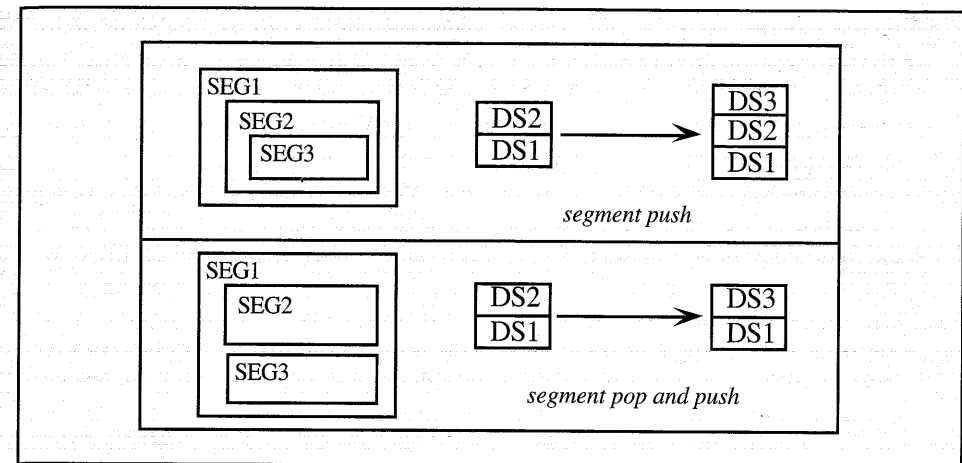 SEG1
SEG2
SEG3
DS2
DS1
DS3
DS2
DS1
segment push
SEG1
SEG2
SEG3
DS2
DS1
DS3
DS1
segment pop and push